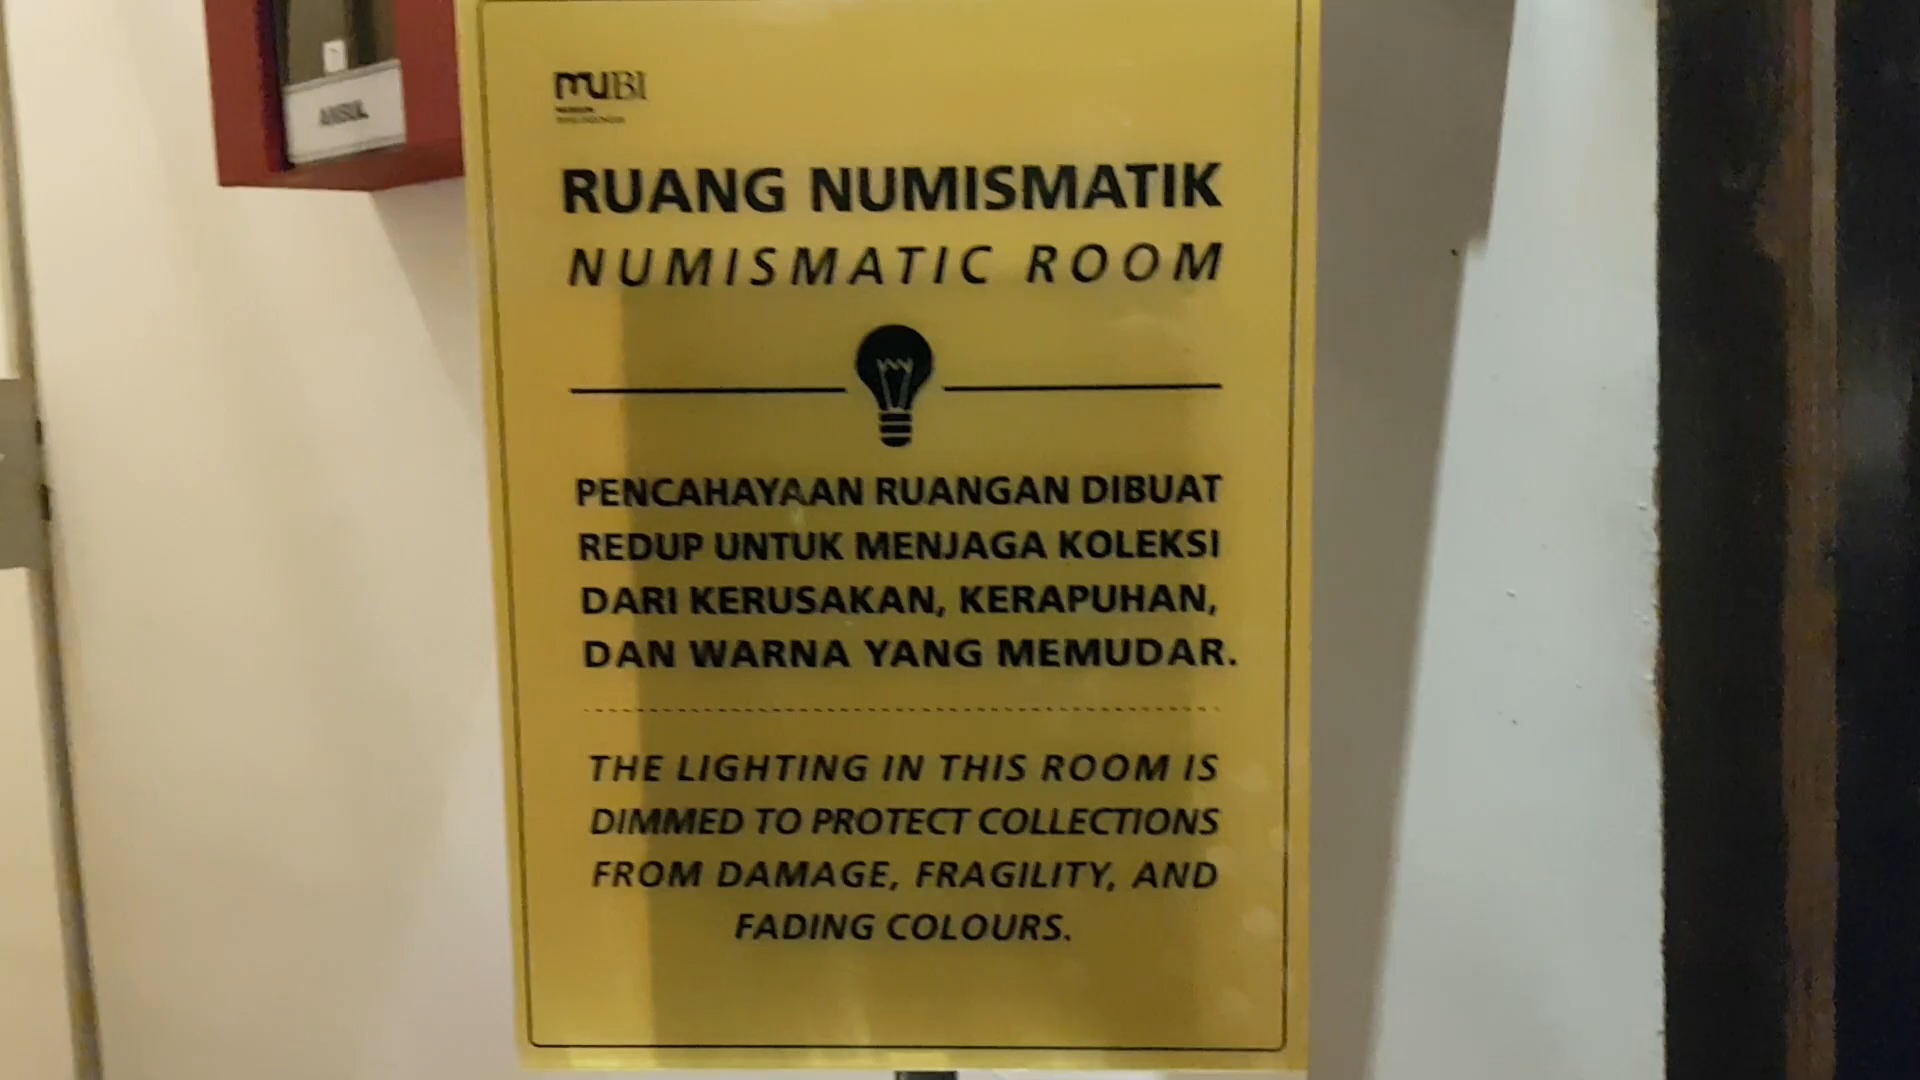 ANSUL
muBI
RUANG NUMISMATIK
NUMISMATIC ROOM
PENCAHAYAAN RUANGAN DIBUAT
REDUP UNTUK MENJAGA KOLEKSI
DARI KERUSAKAN, KERAPUHAN,
DAN WARNA YANG MEMUDAR.
THE LIGHTING IN THIS ROOM IS
DIMMED TO PROTECT COLLECTIONS
FROM DAMAGE, FRAGILITY, AND
FADING COLOURS.